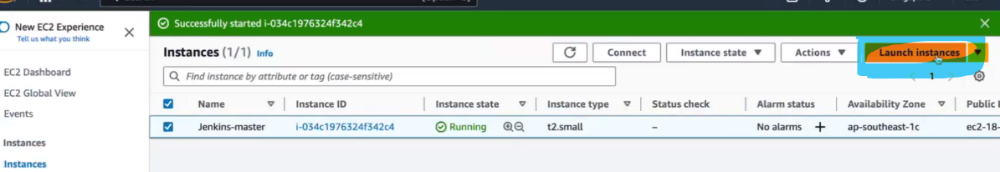 New EC2 Experience
Tell us what you think
EC2 Dashboard
EC2 Global View
Events
Instances
Instances
Successfully started i-034c1976324f342c4
Instances (1/1) Info
Connect
Instance state
Actions
Launch instances
Find instance by attribute or tag (case-sensitive)
1
Name Instance ID Instance state Instance type Status check Alarm status Availability Zone Public
Jenkins-master i-034c1976324f342c4 Running t2.small – No alarms + ap-southeast-1c ec2-18-